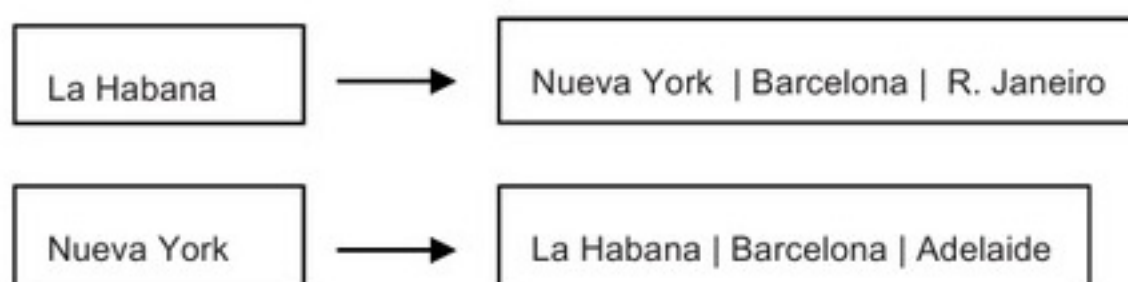 La Habana Nueva York | Barcelona | R. Janeiro
Nueva York La Habana | Barcelona | Adelaide